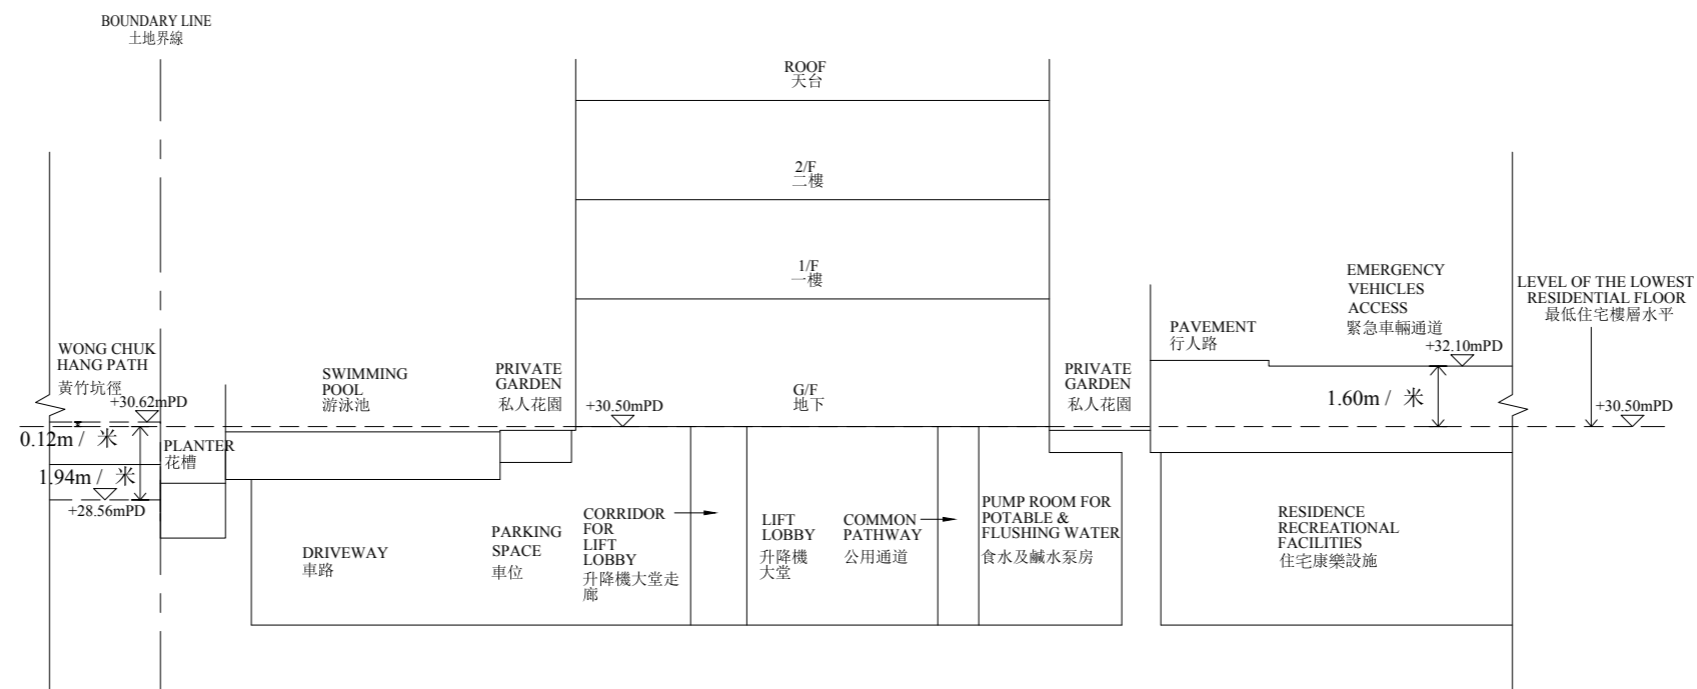 BOUNDARY LINE
土地界線
ROOF
天台
2/F
二樓
1/F
一樓
EMERGENCY
VEHICLES
ACCESS
緊急車輛通道
+32.10mPD
LEVEL OF THE LOWEST
RESIDENTIAL FLOOR
最低住宅樓層水平
WONG CHUK
HANG PATH
黃竹坑徑
+30.62mPD
SWIMMING
POOL
游泳池
PRIVATE
GARDEN
私人花園
+30.50mPD
G/F
地下
PRIVATE
GARDEN
私人花園
PAVEMENT
行人路
1.60m / 米
+30.50mPD
0.12m / 米
PLANTER
花槽
1.94m / 米
+28.56mPD
DRIVEWAY
車路
PARKING
SPACE
車位
CORRIDOR
FOR
LIFT
LOBBY
升降機大堂走
廊
LIFT
LOBBY
升降機
大堂
COMMON
PATHWAY
公用通道
PUMP ROOM FOR
POTABLE &
FLUSHING WATER
食水及鹹水泵房
RESIDENCE
RECREATIONAL
FACILITIES
住宅康樂設施